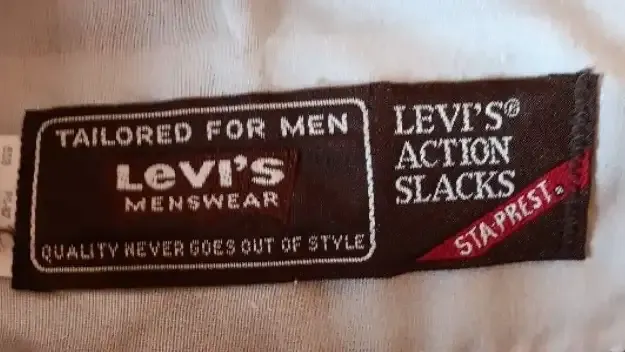 TAILORED FOR MEN
LeVI'S
MENSWEAR
QUALITY NEVER GOES OUT OF STYLE
LEVI'S®
ACTION
SLACKS
STA-PREST®